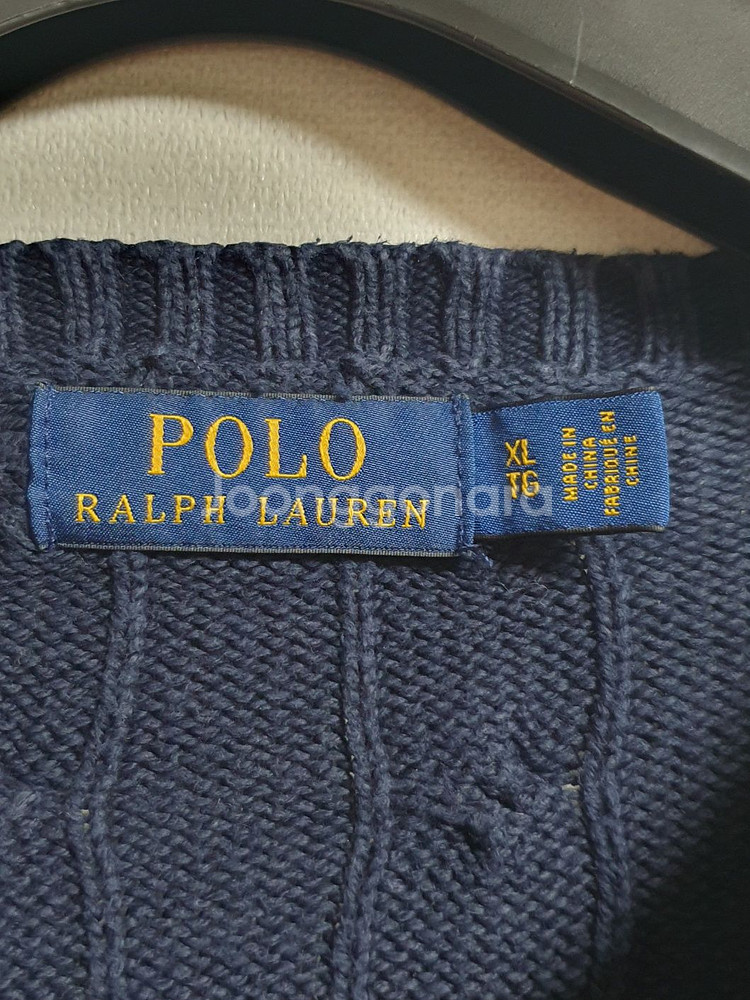 POLO
RALPH LAUREN
XL
TG
MADE IN
CHINA
FABRIQUÉ EN
CHINE